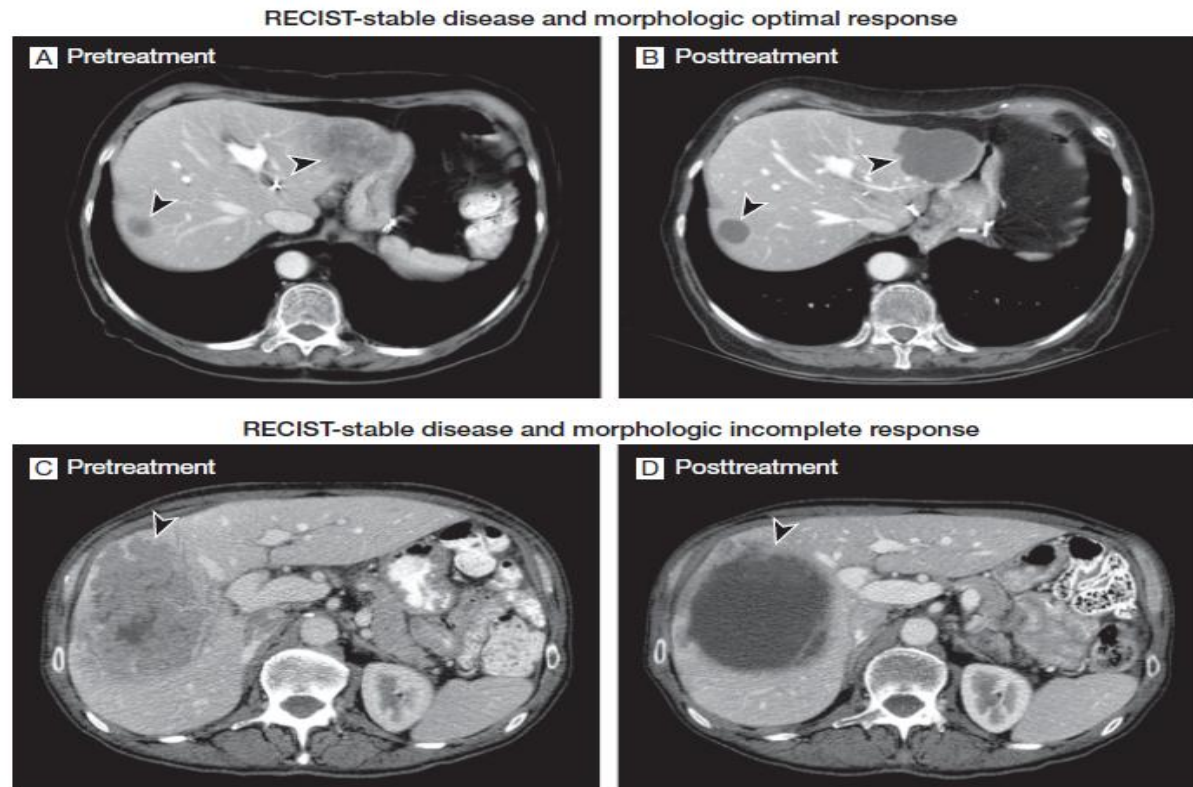 RECIST-stable disease and morphologic optimal response
A Pretreatment
B Posttreatment
RECIST-stable disease and morphologic incomplete response
C Pretreatment
D Posttreatment